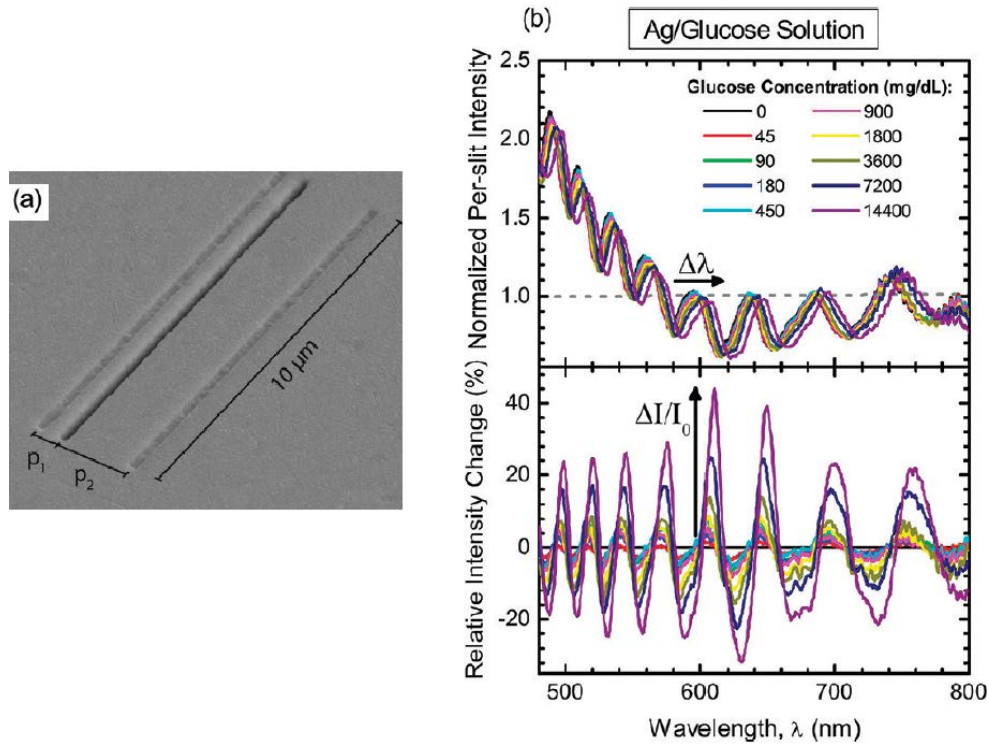 (a)
p₁
p₂
10 μm
(b)
Ag/Glucose Solution
Normalized Per-slit Intensity
2.5
2.0
1.5
1.0
Glucose Concentration (mg/dL):
0 900
45 1800
90 3600
180 7200
450 14400
Δλ
Relative Intensity Change (%)
40
20
0
-20
ΔI/I₀
500 600 700 800
Wavelength, λ (nm)